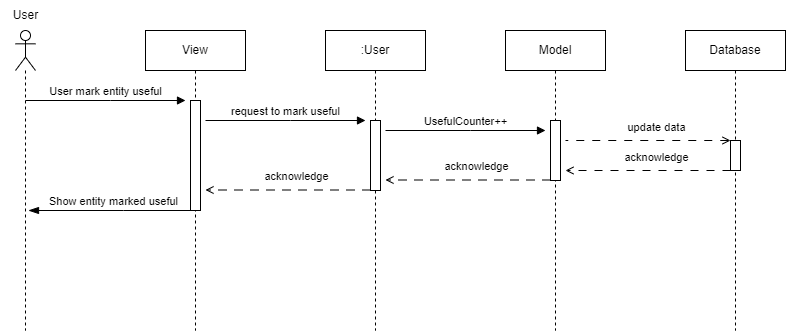 User
View
:User
Model
Database
User mark entity useful
request to mark useful
UsefulCounter++
update data
acknowledge
acknowledge
acknowledge
Show entity marked useful